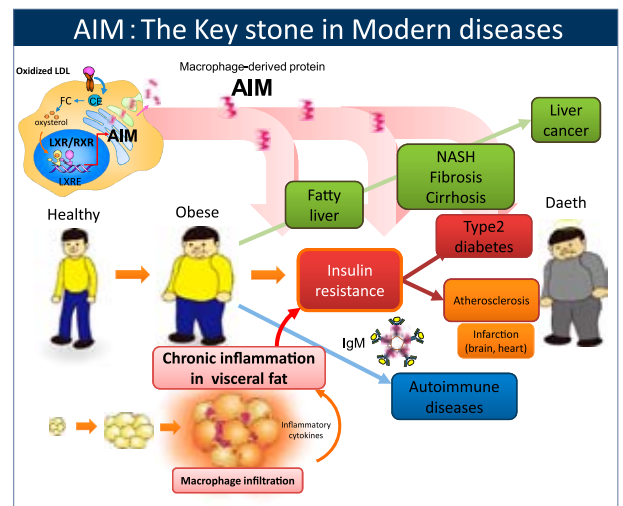 AIM : The Key stone in Modern diseases
Oxidized LDL
Macrophage-derived protein
AIM
FC
CE
oxysterol
AIM
LXR/RXR
LXRE
Liver
cancer
NASH
Fibrosis
Cirrhosis
Fatty
liver
Healthy
Obese
Daeth
Type2
diabetes
Insulin
resistance
Atherosclerosis
Infarction
(brain, heart)
IgM
Chronic inflammation
in visceral fat
Autoimmune
diseases
Inflammatory
cytokines
Macrophage infiltration